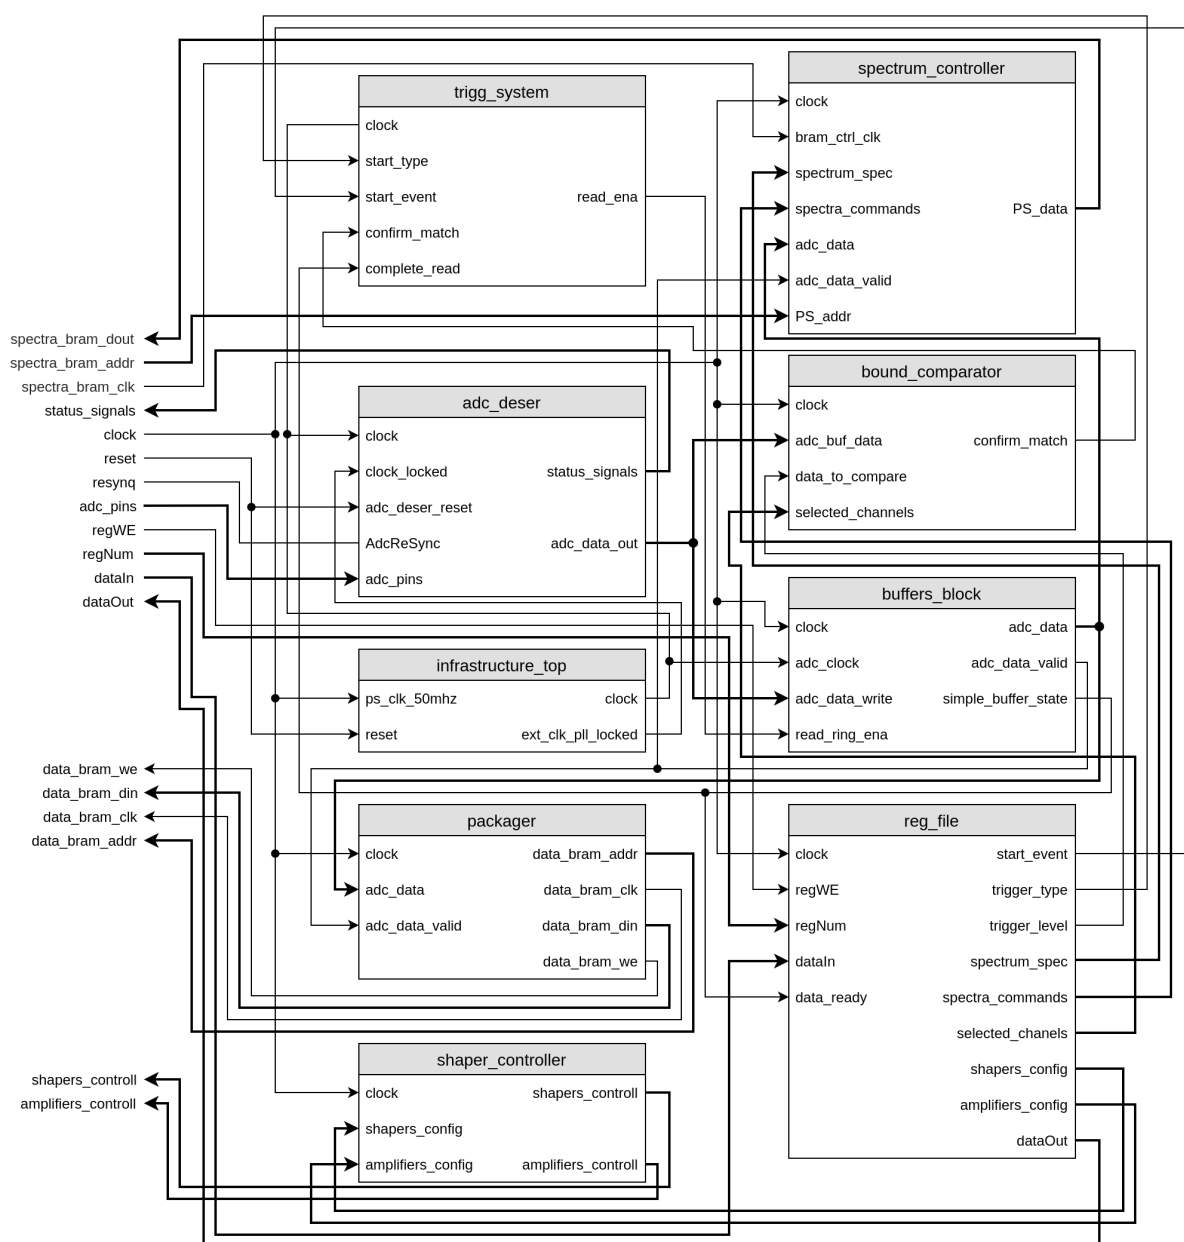 spectra_bram_dout
spectra_bram_addr
spectra_bram_clk
status_signals
clock
reset
resynq
adc_pins
regWE
regNum
dataIn
dataOut
data_bram_we
data_bram_din
data_bram_clk
data_bram_addr
shapers_controll
amplifiers_controll
trigg_system
clock
start_type
start_event
read_ena
confirm_match
complete_read
adc_deser
clock
clock_locked
status_signals
adc_deser_reset
AdcReSync
adc_data_out
adc_pins
infrastructure_top
ps_clk_50mhz
clock
reset
ext_clk_pll_locked
packager
clock
data_bram_addr
adc_data
data_bram_clk
adc_data_valid
data_bram_din
data_bram_we
shaper_controller
clock
shapers_controll
shapers_config
amplifiers_config
amplifiers_controll
spectrum_controller
clock
bram_ctrl_clk
spectrum_spec
spectra_commands
PS_data
adc_data
adc_data_valid
PS_addr
bound_comparator
clock
adc_buf_data
confirm_match
data_to_compare
selected_channels
buffers_block
clock
adc_data
adc_clock
adc_data_valid
adc_data_write
simple_buffer_state
read_ring_ena
reg_file
clock
start_event
regWE
trigger_type
regNum
trigger_level
dataIn
spectrum_spec
data_ready
spectra_commands
selected_chanels
shapers_config
amplifiers_config
dataOut